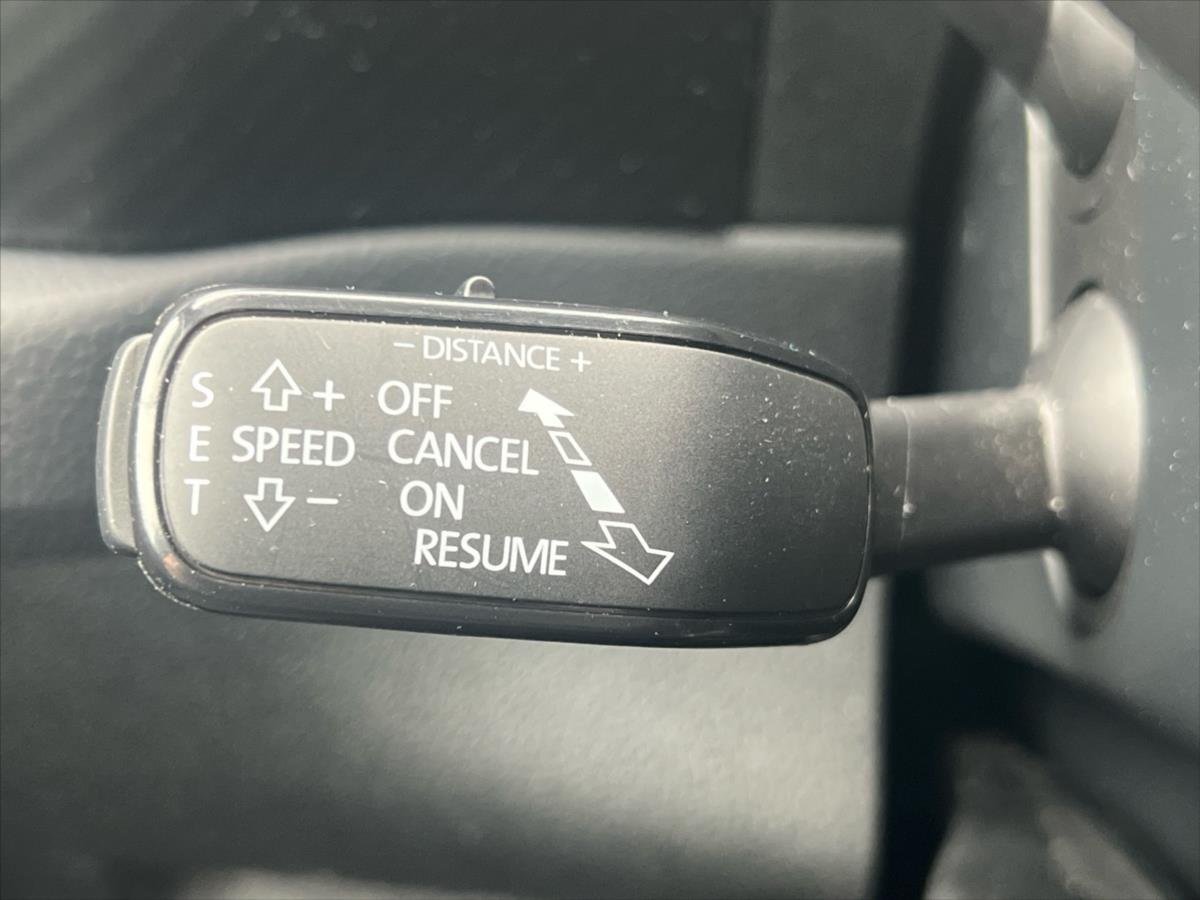 − DISTANCE +
S + OFF
E SPEED CANCEL
T − ON
RESUME